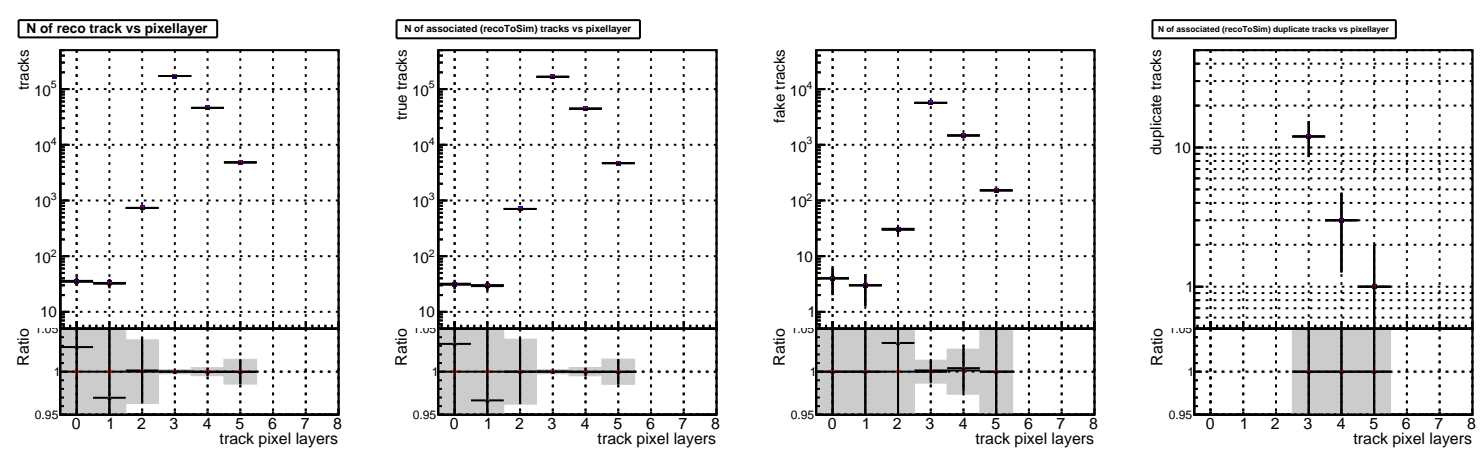 N of reco track vs pixellayer
tracks
10^5
10^4
10^3
10^2
10
Ratio
1.05
1
0.95
0 1 2 3 4 5 6 7 8
track pixel layers
N of associated (recoToSim) tracks vs pixellayer
true tracks
10^5
10^4
10^3
10^2
10
Ratio
1.05
1
0.95
0 1 2 3 4 5 6 7 8
track pixel layers
fake tracks
10^4
10^3
10^2
10
1
Ratio
1.05
1
0.95
0 1 2 3 4 5 6 7 8
track pixel layers
N of associated (recoToSim) duplicate tracks vs pixellayer
duplicate tracks
10
1
Ratio
1.05
1
0.95
0 1 2 3 4 5 6 7 8
track pixel layers